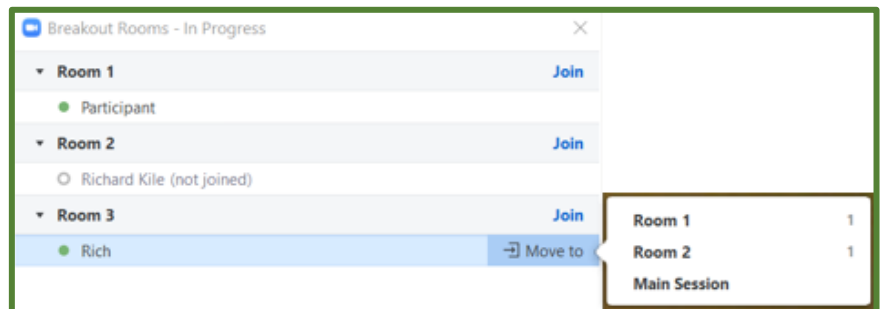 Breakout Rooms - In Progress
Room 1 Join
Participant
Room 2 Join
Richard Kile (not joined)
Room 3 Join
Rich Move to
Room 1 1
Room 2 1
Main Session